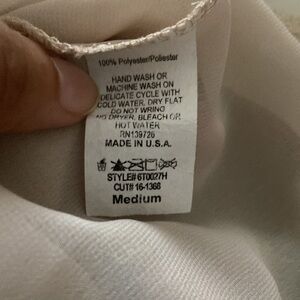 100% Polyester/Poliester
HAND WASH OR
MACHINE WASH ON
DELICATE CYCLE WITH
COLD WATER, DRY FLAT
DO NOT WRING
NO DRYER, BLEACH OR
HOT WATER
RN139726
MADE IN U.S.A.
STYLE# 6T0027H
CUT# 16-1368
Medium